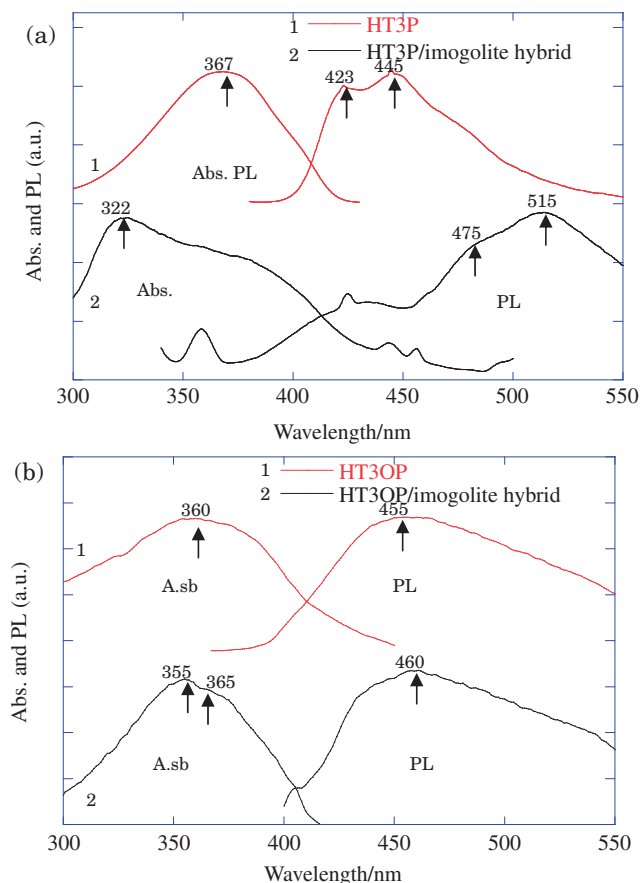 (a)
1 HT3P
2 HT3P/imogolite hybrid
367
423
445
1
Abs. PL
322
475
515
Abs.
2
PL
Abs. and PL (a.u.)
300 350 400 450 500 550
Wavelength/nm
(b)
1 HT3OP
2 HT3OP/imogolite hybrid
360
455
1
A.sb
PL
355
365
460
A.sb
PL
2
Abs. and PL (a.u.)
300 350 400 450 500 550
Wavelength/nm